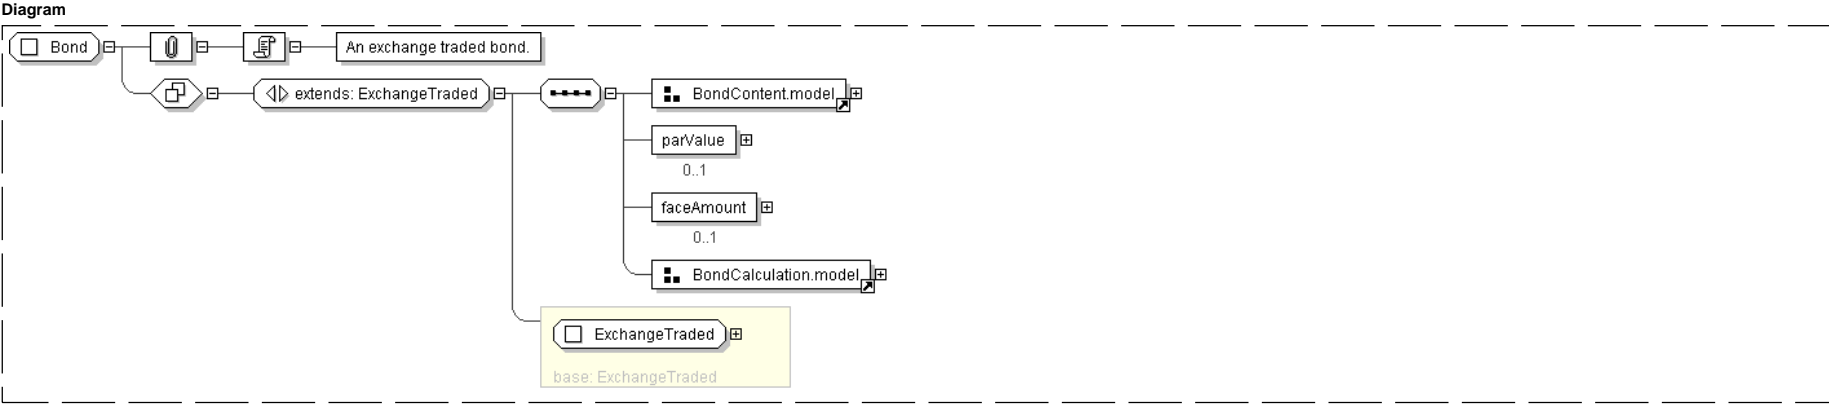 Diagram
Bond
An exchange traded bond.
extends: ExchangeTraded
BondContent.model
parValue
0..1
faceAmount
0..1
BondCalculation.model
ExchangeTraded
base: ExchangeTraded